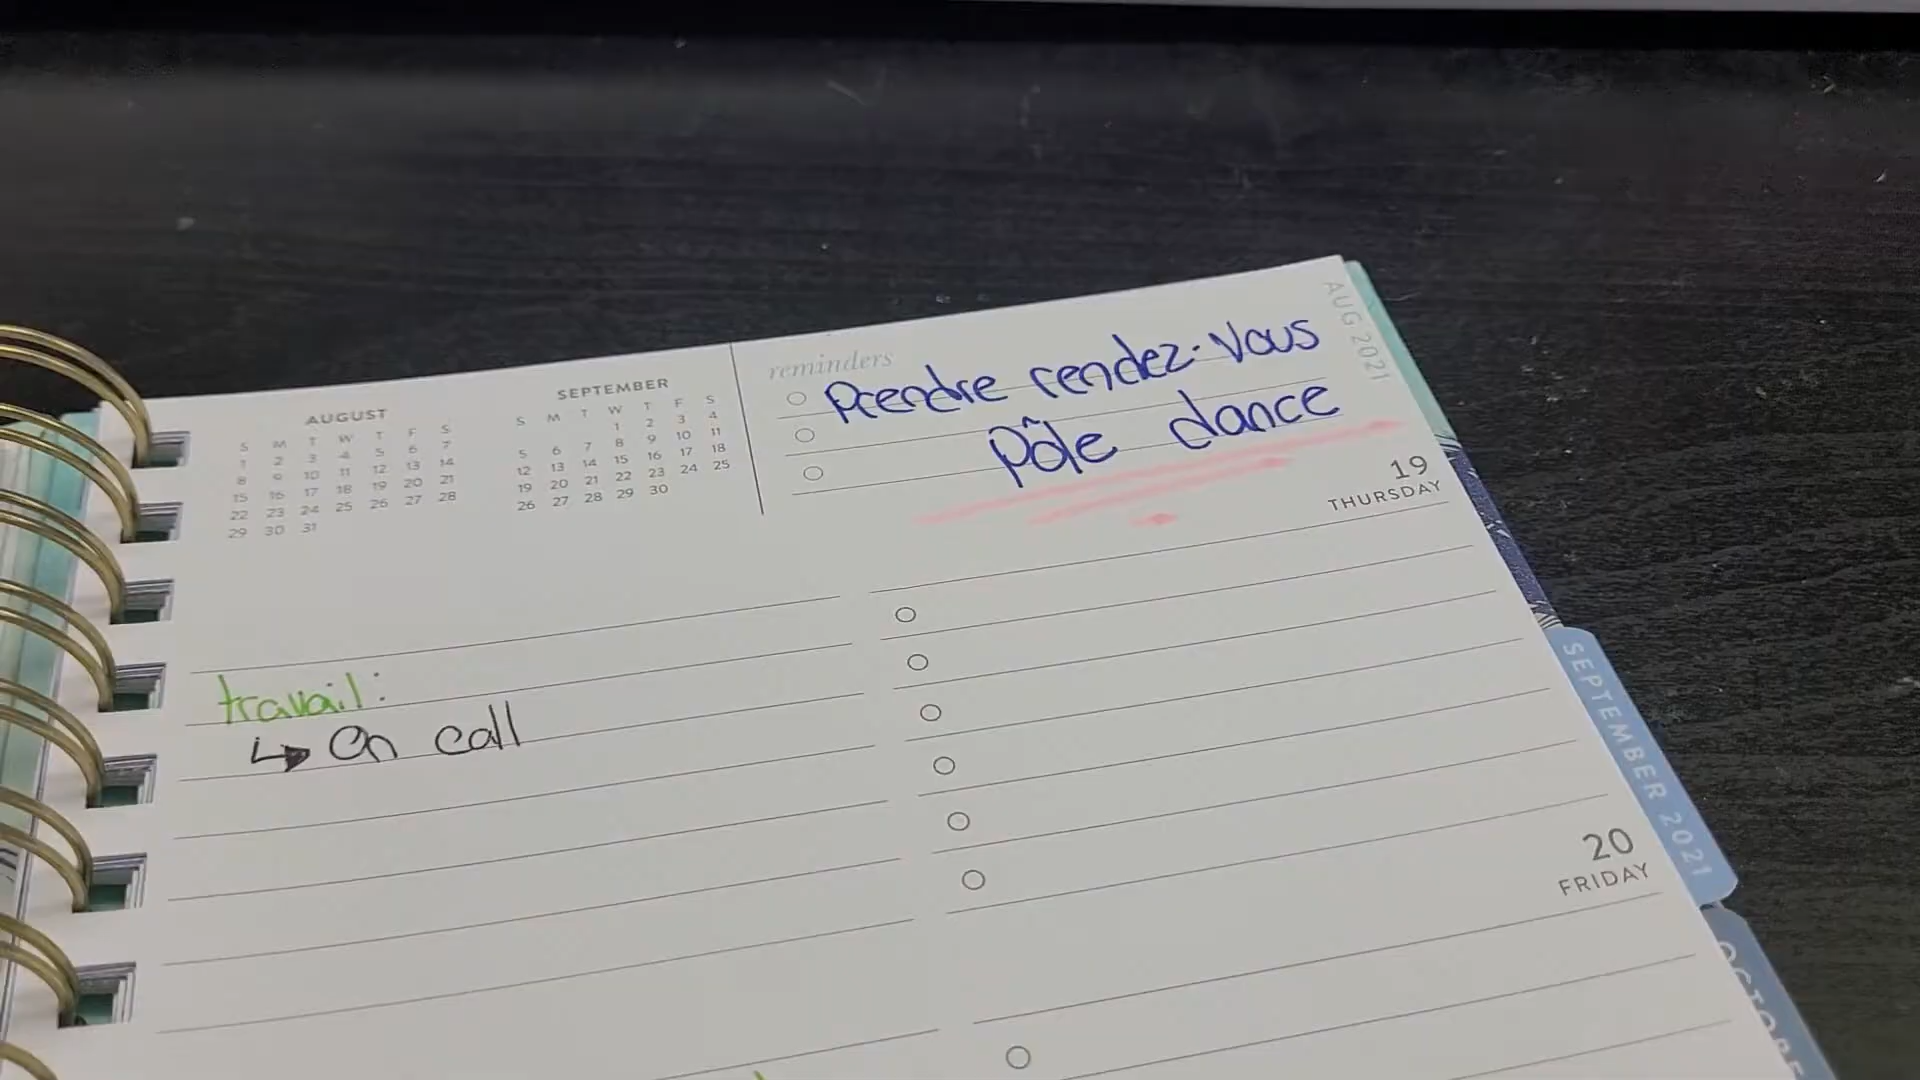 AUGUST
S M T W T F S
1 2 3 4 5 6 7
8 9 10 11 12 13 14
15 16 17 18 19 20 21
22 23 24 25 26 27 28
29 30 31
SEPTEMBER
S M T W T F S
1 2 3 4
5 6 7 8 9 10 11
12 13 14 15 16 17 18
19 20 21 22 23 24 25
26 27 28 29 30
reminders
Prendre rendez-vous
Pôle dance
AUG 2021
19
THURSDAY
travail:
On call
20
FRIDAY
SEPTEMBER 2021